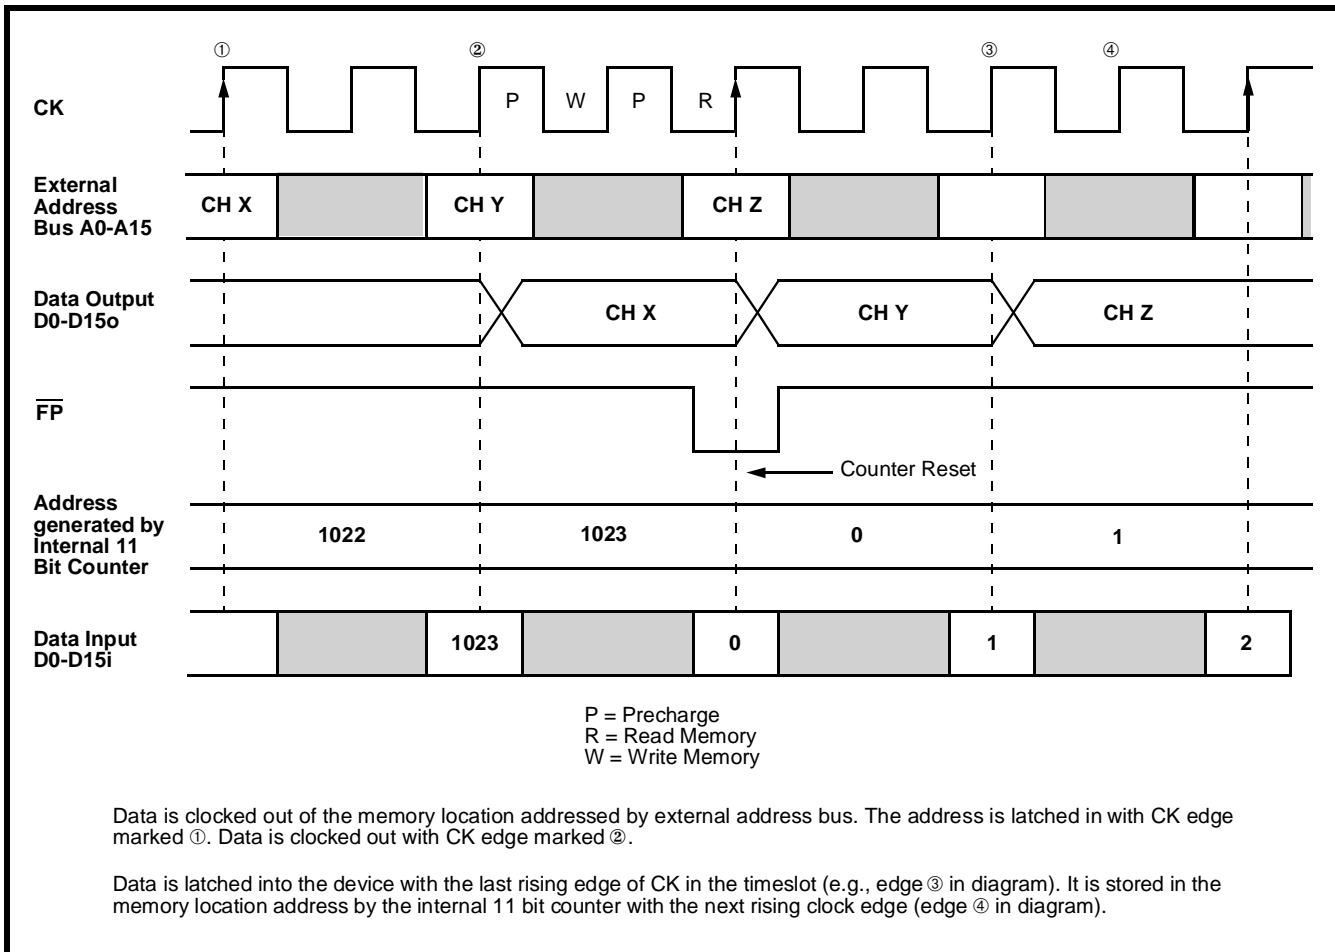 ① ② ③ ④
CK P W P R
External
Address
Bus A0-A15
CH X CH Y CH Z
Data Output
D0-D15o
CH X CH Y CH Z
FP
Counter Reset
Address
generated by
Internal 11
Bit Counter
1022 1023 0 1
Data Input
D0-D15i
1023 0 1 2
P = Precharge
R = Read Memory
W = Write Memory
Data is clocked out of the memory location addressed by external address bus. The address is latched in with CK edge
marked ①. Data is clocked out with CK edge marked ②.
Data is latched into the device with the last rising edge of CK in the timeslot (e.g., edge ③ in diagram). It is stored in the
memory location address by the internal 11 bit counter with the next rising clock edge (edge ④ in diagram).